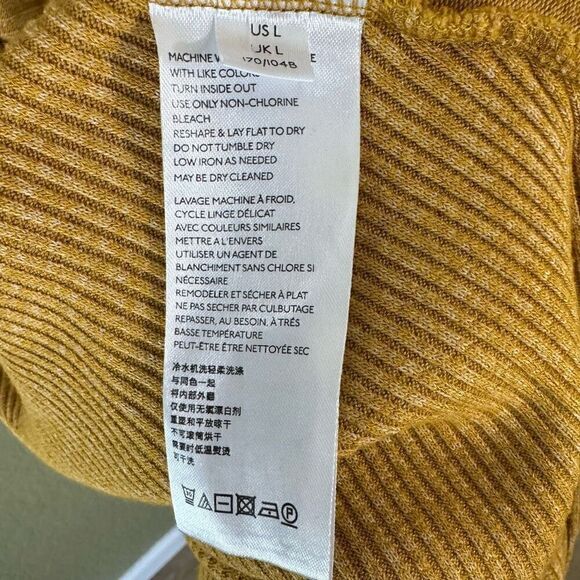 US L
UK L
170/104B
MACHINE
WITH LIKE COLORS
TURN INSIDE OUT
USE ONLY NON-CHLORINE
BLEACH
RESHAPE & LAY FLAT TO DRY
DO NOT TUMBLE DRY
LOW IRON AS NEEDED
MAY BE DRY CLEANED
LAVAGE MACHINE À FROID,
CYCLE LINGE DÉLICAT
AVEC COULEURS SIMILAIRES
METTRE A L'ENVERS
UTILISER UN AGENT DE
BLANCHIMENT SANS CHLORE SI
NÉCESSAIRE
REMODELER ET SÉCHER À PLAT
NE PAS SECHER PAR CULBUTAGE
REPASSER, AU BESOIN, À TRÉS
BASSE TEMPÉRATURE
PEUT-ÊTRE ÊTRE NETTOYÉE SEC
冷水机洗轻柔洗涤
与同色一起
将内部外翻
仅使用无氯漂白剂
重塑和平放晾干
不可滚筒烘干
需要时低温熨烫
可干洗